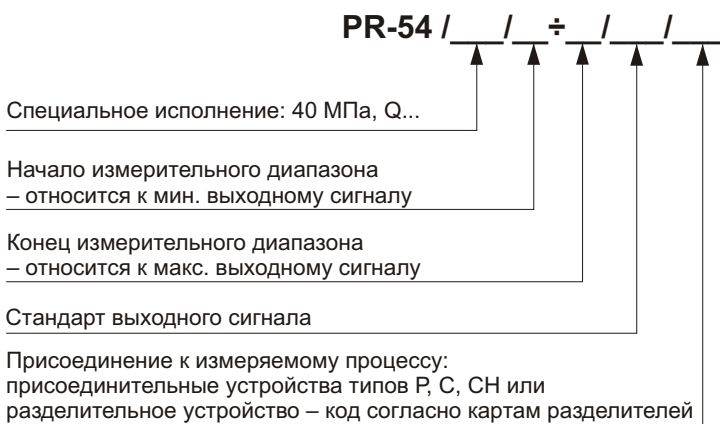 PR-54 /___/__÷__/___/___
Специальное исполнение: 40 МПа, Q...
Начало измерительного диапазона
– относится к мин. выходному сигналу
Конец измерительного диапазона
– относится к макс. выходному сигналу
Стандарт выходного сигнала
Присоединение к измеряемому процессу:
присоединительные устройства типов P, C, CH или
разделительное устройство – код согласно картам разделителей